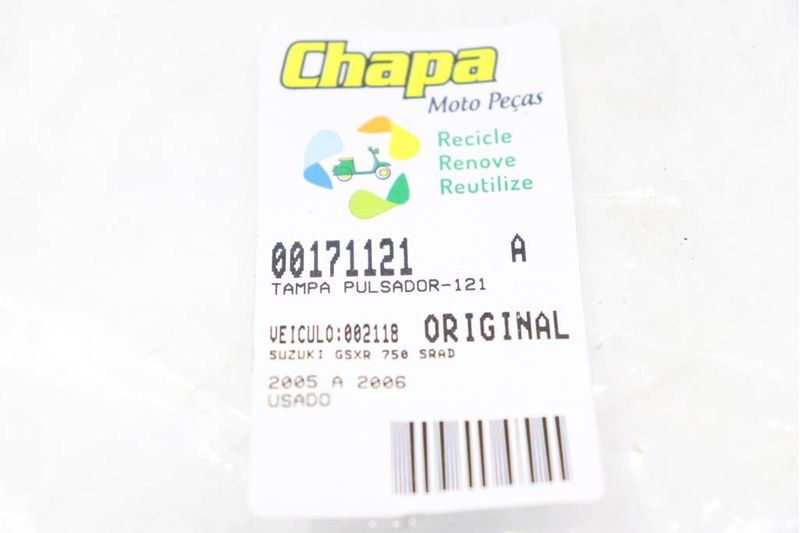 Chapa
Moto Peças
Recicle
Renove
Reutilize
00171121 A
TAMPA PULSADOR-121
VEICULO:002118 ORIGINAL
SUZUKI GSXR 750 SRAD
2005 A 2006
USADO